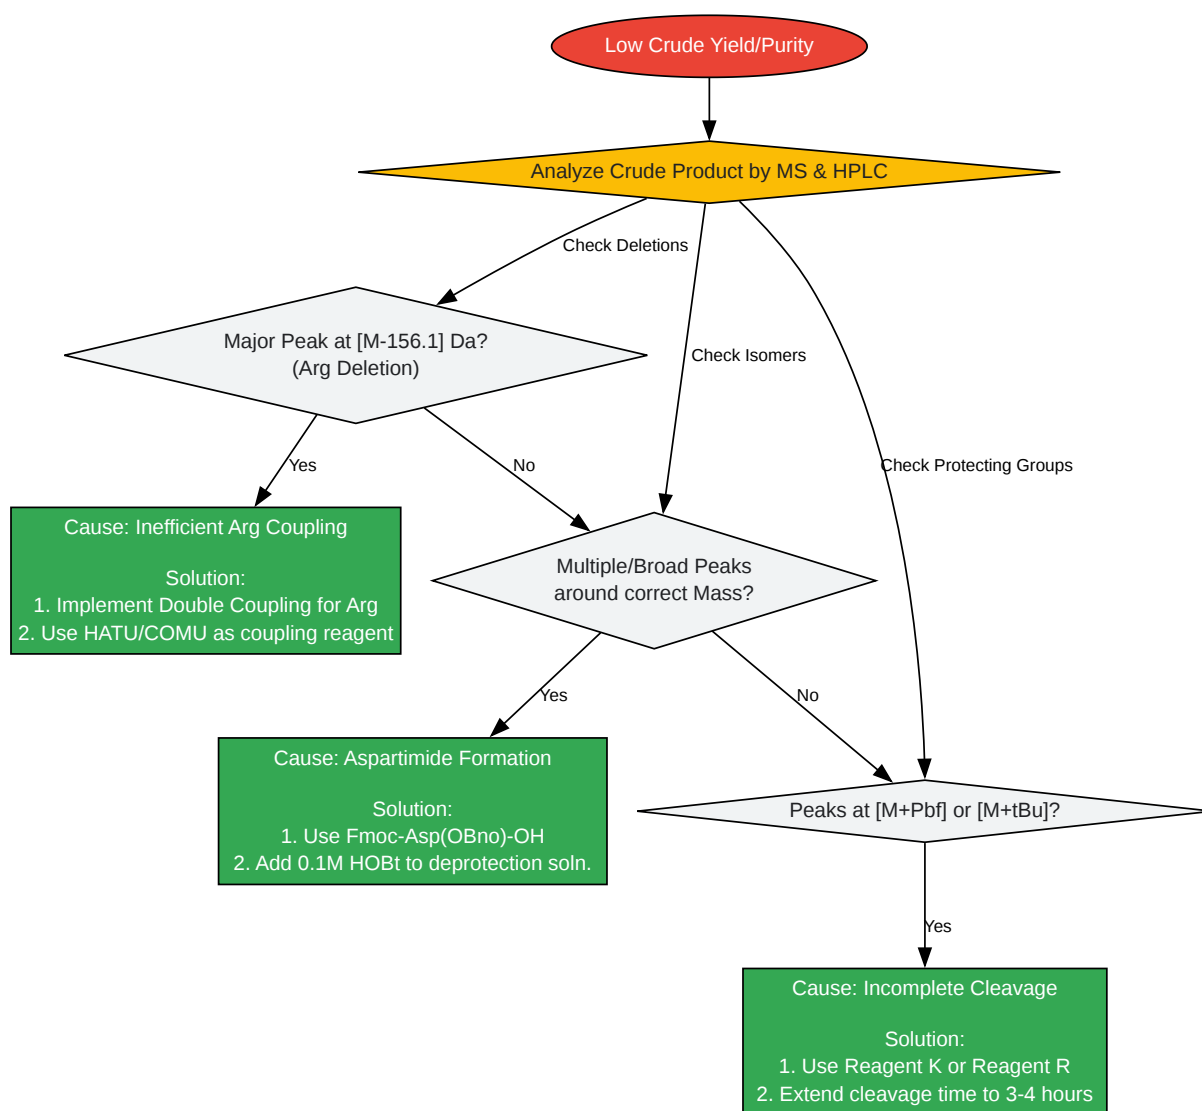 Low Crude Yield/Purity
Analyze Crude Product by MS & HPLC
Check Deletions
Major Peak at [M-156.1] Da?
(Arg Deletion)
Check Isomers
Check Protecting Groups
Yes
No
Cause: Inefficient Arg Coupling
Solution:
1. Implement Double Coupling for Arg
2. Use HATU/COMU as coupling reagent
Multiple/Broad Peaks
around correct Mass?
Yes
No
Cause: Aspartimide Formation
Solution:
1. Use Fmoc-Asp(OBno)-OH
2. Add 0.1M HOBt to deprotection soln.
Peaks at [M+Pbf] or [M+tBu]?
Yes
Cause: Incomplete Cleavage
Solution:
1. Use Reagent K or Reagent R
2. Extend cleavage time to 3-4 hours